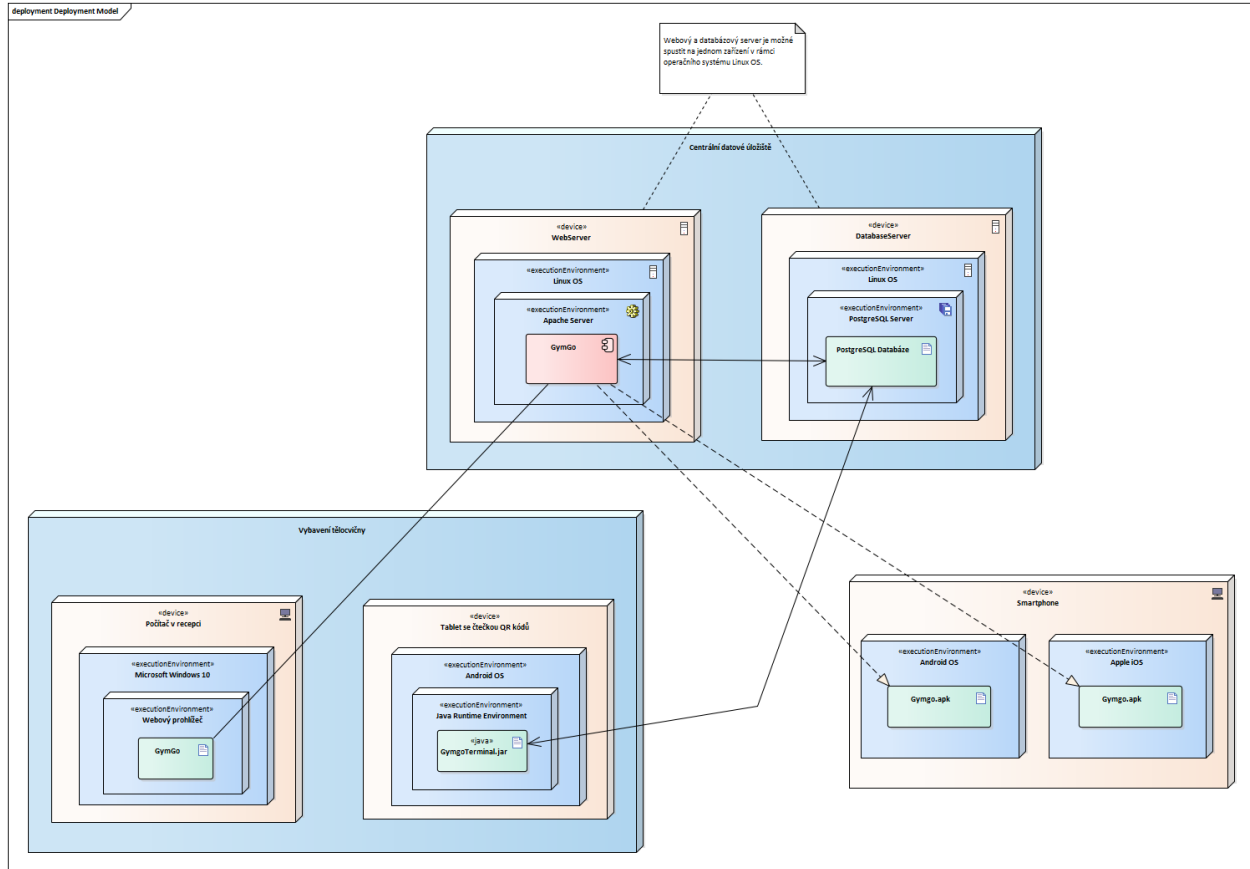 deployment Deployment Model
Webový a databázový server je možné
spustit na jednom zařízení v rámci
operačního systému Linux OS.
Centrální datové úložiště
«device»
WebServer
«executionEnvironment»
Linux OS
«executionEnvironment»
Apache Server
GymGo
«device»
DatabaseServer
«executionEnvironment»
Linux OS
«executionEnvironment»
PostgreSQL Server
PostgreSQL Databáze
Vybavení tělocvičny
«device»
Počítač v recepci
«executionEnvironment»
Microsoft Windows 10
«executionEnvironment»
Webový prohlížeč
GymGo
«device»
Tablet se čtečkou QR kódů
«executionEnvironment»
Android OS
«executionEnvironment»
Java Runtime Environment
«java»
GymgoTerminal.jar
«device»
Smartphone
«executionEnvironment»
Android OS
Gymgo.apk
«executionEnvironment»
Apple iOS
Gymgo.apk